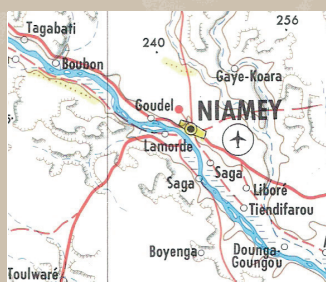 Tagabati
256
240
Boubon
Gaye-Koara
Goudel
NIAMEY
Lamorde
Saga
Saga
Liboré
Tiendifarou
Boyenga
Dounga-
Goungou
Toulwaré